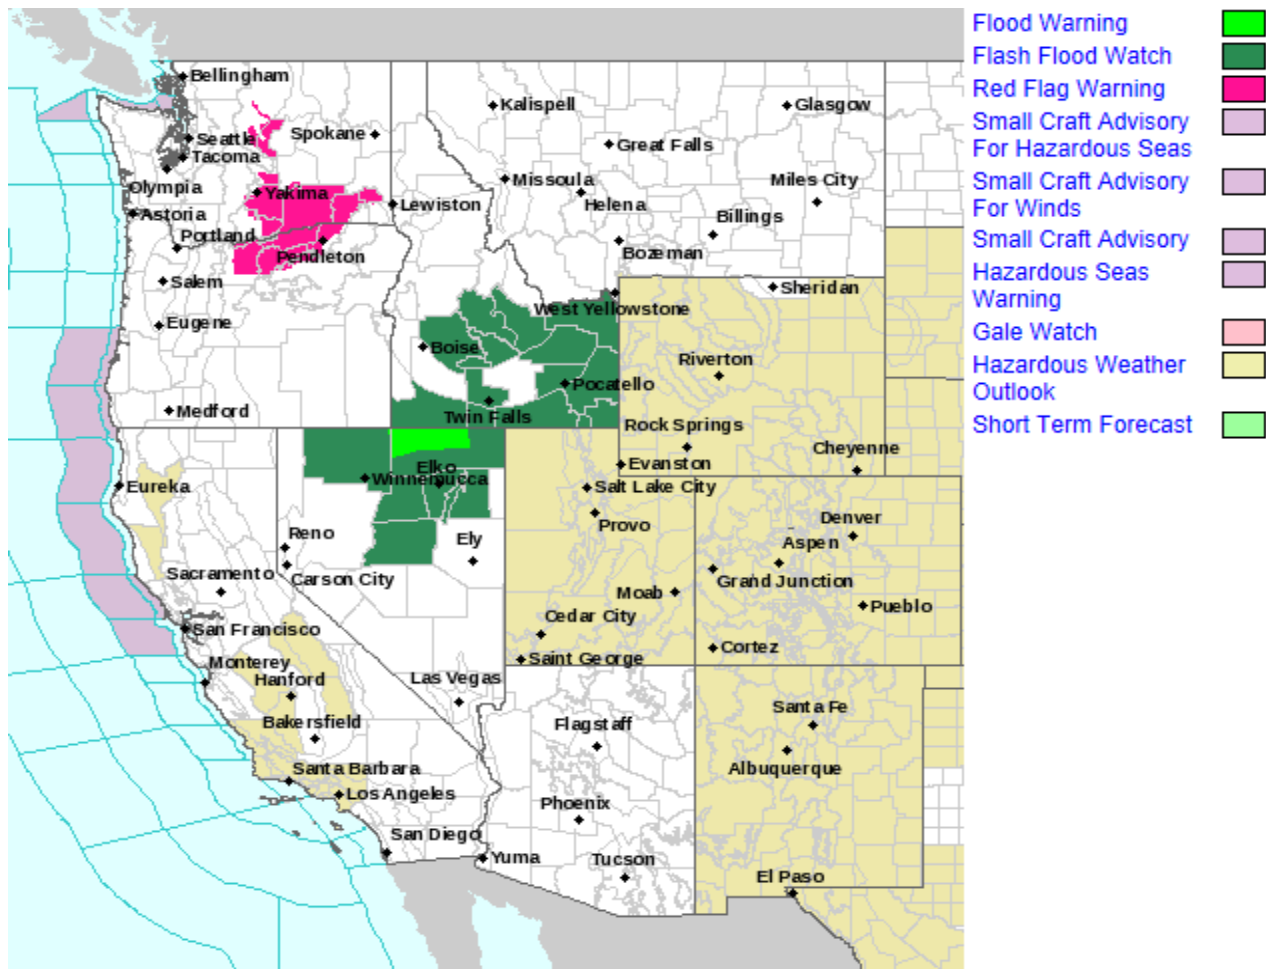 Flood Warning
Flash Flood Watch
Red Flag Warning
Small Craft Advisory
For Hazardous Seas
Small Craft Advisory
For Winds
Small Craft Advisory
Hazardous Seas
Warning
Gale Watch
Hazardous Weather
Outlook
Short Term Forecast
Bellingham
Seattle
Tacoma
Olympia
Spokane
Yakima
Astoria
Portland
Pendleton
Lewiston
Salem
Eugene
Medford
Kalispell
Glasgow
Great Falls
Missoula
Helena
Miles City
Billings
Bozeman
West Yellowstone
Sheridan
Boise
Pocatello
Twin Falls
Riverton
Rock Springs
Evanston
Cheyenne
Elko
Winnemucca
Eureka
Reno
Ely
Carson City
Sacramento
San Francisco
Monterey
Hanford
Bakersfield
Las Vegas
Salt Lake City
Provo
Moab
Cedar City
Saint George
Denver
Aspen
Grand Junction
Pueblo
Cortez
Santa Barbara
Los Angeles
San Diego
Yuma
Flagstaff
Phoenix
Tucson
Santa Fe
Albuquerque
El Paso